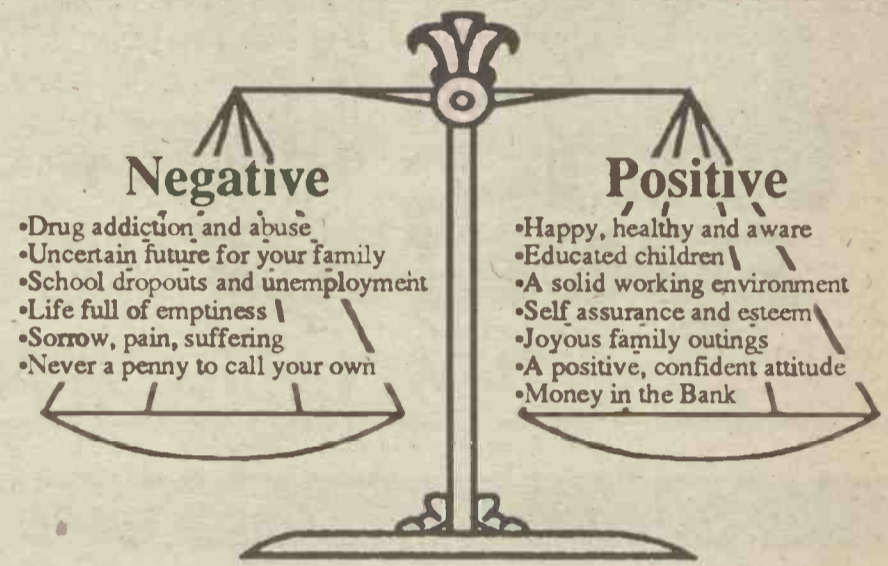 Negative
•Drug addiction and abuse
•Uncertain future for your family
•School dropouts and unemployment
•Life full of emptiness
•Sorrow, pain, suffering
•Never a penny to call your own
Positive
•Happy, healthy and aware
•Educated children
•A solid working environment
•Self assurance and esteem
•Joyous family outings
•A positive, confident attitude
•Money in the Bank